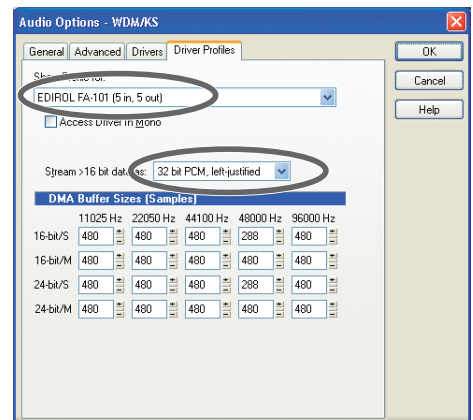 Audio Options - WDM/KS
General Advanced Drivers Driver Profiles
OK
Cancel
Help
EDIROL FA-101 (5 in, 5 out)
Access Driver in Mono
Stream >16 bit data as: 32 bit PCM, left-justified
DMA Buffer Sizes (Samples)
11025 Hz 22050 Hz 44100 Hz 48000 Hz 96000 Hz
16-bit/S 480 480 480 288 480
16-bit/M 480 480 480 480 480
24-bit/S 480 480 480 288 480
24-bit/M 480 480 480 480 480